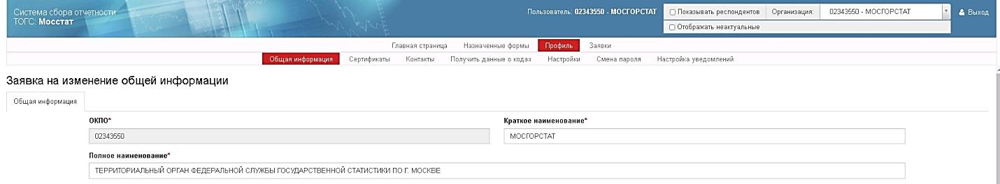 Система сбора отчетности
ТОГС: Мосстат
Пользователь: 02343550 - МОСГОРСТАТ
Показывать респондентов
Организация:
02343550 - МОСГОРСТАТ
Выход
Отображать неактуальные
Главная страница Назначенные формы Профиль Заявки
Общая информация Сертификаты Контакты Получить данные о кодах Настройки Смена пароля Настройка уведомлений
Заявка на изменение общей информации
Общая информация
ОКПО*
02343550
Краткое наименование*
МОСГОРСТАТ
Полное наименование*
ТЕРРИТОРИАЛЬНЫЙ ОРГАН ФЕДЕРАЛЬНОЙ СЛУЖБЫ ГОСУДАРСТВЕННОЙ СТАТИСТИКИ ПО Г. МОСКВЕ